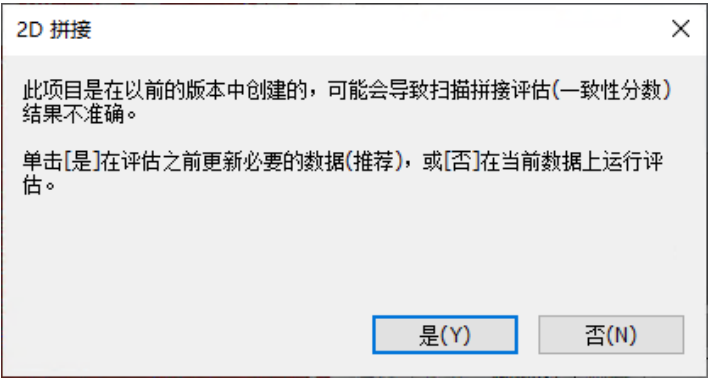 2D 拼接
此项目是在以前的版本中创建的，可能会导致扫描拼接评估(一致性分数)
结果不准确。
单击[是]在评估之前更新必要的数据(推荐)，或[否]在当前数据上运行评
估。
是(Y)
否(N)